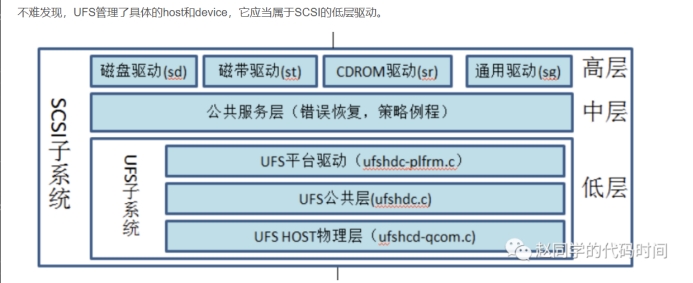 不难发现，UFS管理了具体的host和device，它应当属于SCSI的低层驱动。
SCSI子系统
磁盘驱动(sd)
磁带驱动(st)
CDROM驱动(sr)
通用驱动(sg)
高层
公共服务层（错误恢复，策略例程）
中层
UFS子系统
UFS平台驱动（ufshdc-plfrm.c）
UFS公共层(ufshdc.c)
UFS HOST物理层（ufshcd-qcom.c)
低层
赵同学的代码时间